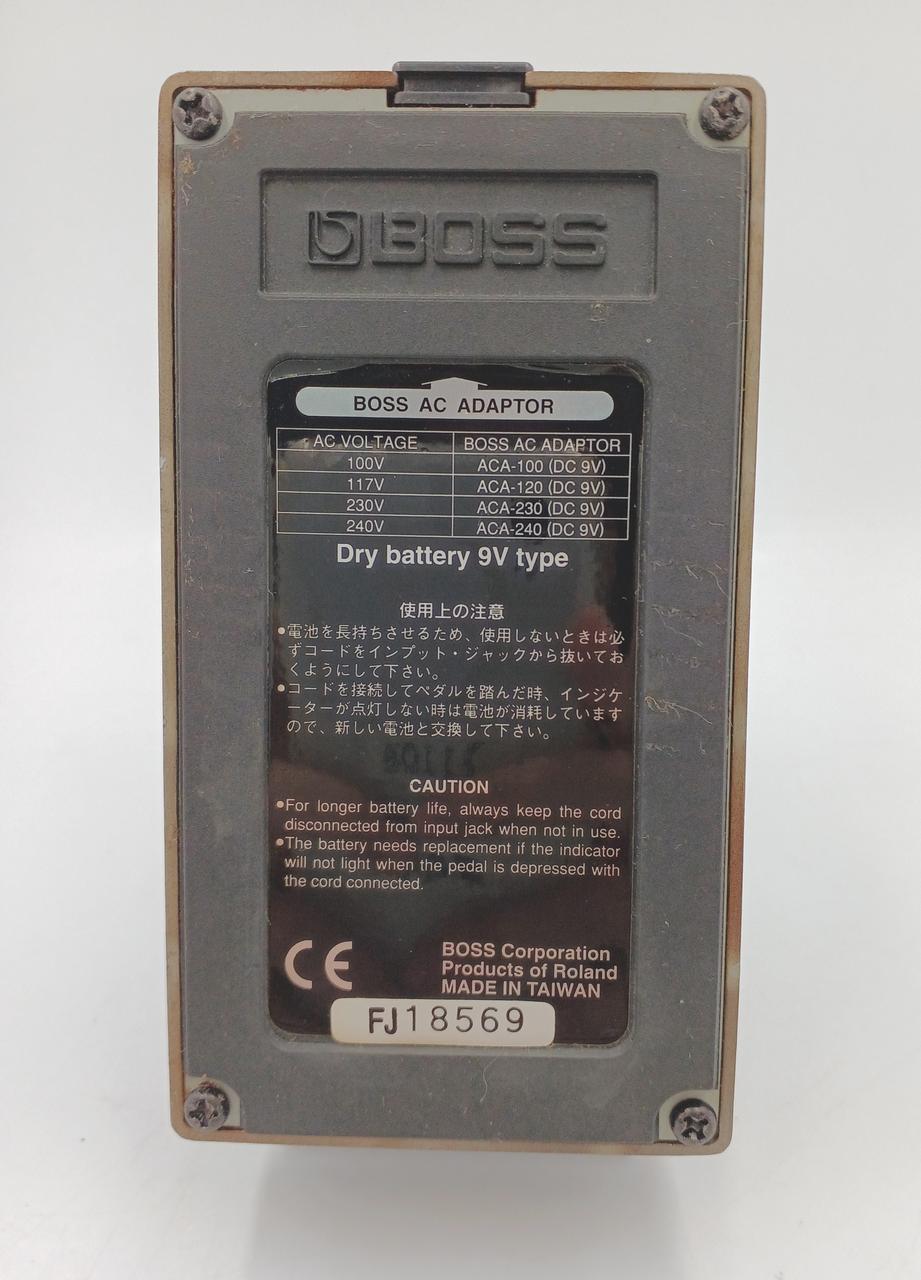 BOSS
BOSS AC ADAPTOR
AC VOLTAGE BOSS AC ADAPTOR
100V ACA-100 (DC 9V)
117V ACA-120 (DC 9V)
230V ACA-230 (DC 9V)
240V ACA-240 (DC 9V)
Dry battery 9V type
使用上の注意
●電池を長持ちさせるため、使用しないときは必
ずコードをインプット・ジャックから抜いてお
くようにして下さい。
●コードを接続してペダルを踏んだ時、インジケ
ーターが点灯しない時は電池が消耗しています
ので、新しい電池と交換して下さい。
CAUTION
●For longer battery life, always keep the cord
disconnected from input jack when not in use.
●The battery needs replacement if the indicator
will not light when the pedal is depressed with
the cord connected.
CE
BOSS Corporation
Products of Roland
MADE IN TAIWAN
FJ18569